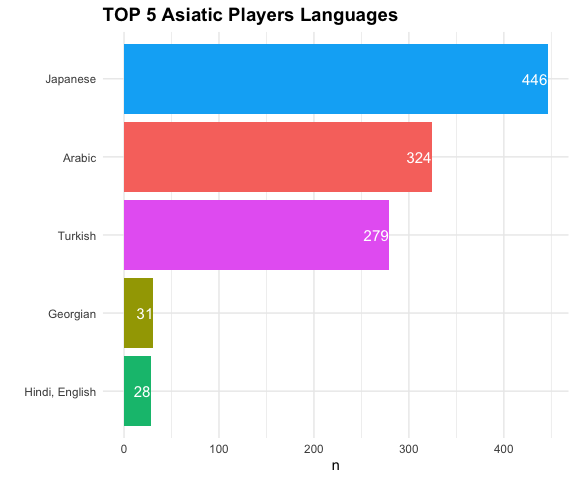 TOP 5 Asiatic Players Languages
Japanese 446
Arabic 324
Turkish 279
Georgian 31
Hindi, English 28
0 100 200 300 400
n